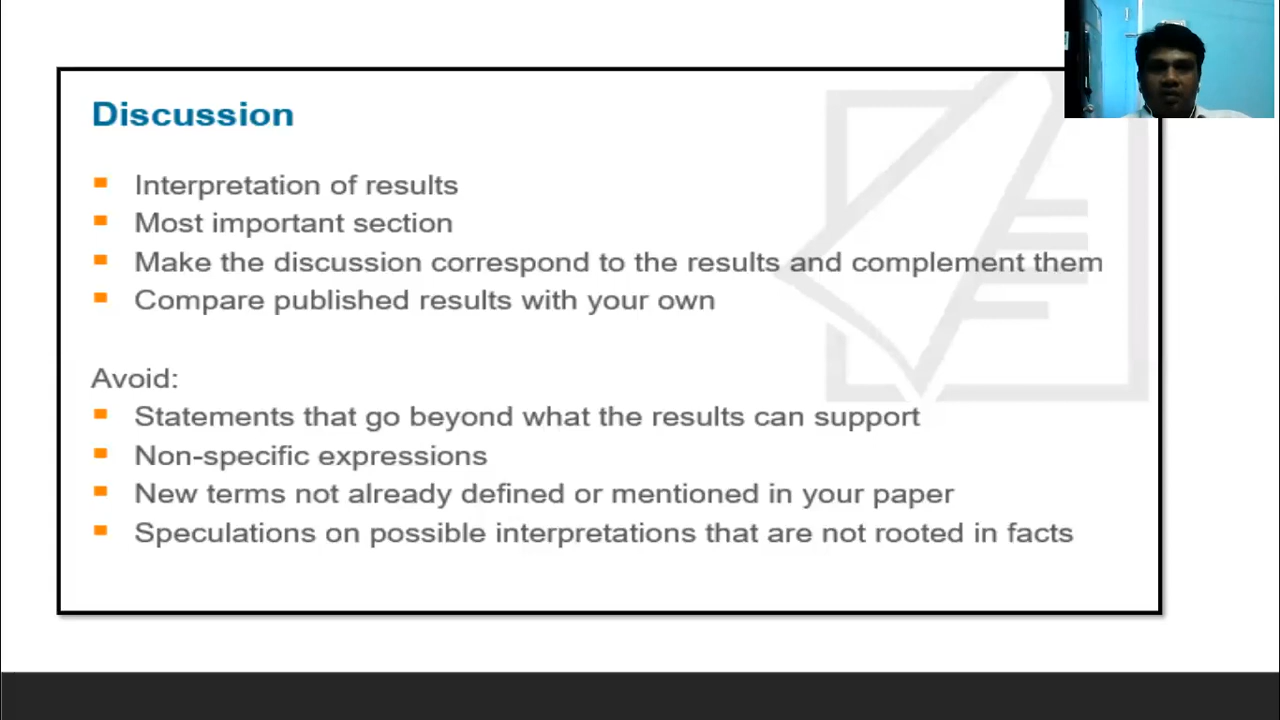 Discussion
Interpretation of results
Most important section
Make the discussion correspond to the results and complement them
Compare published results with your own
Avoid:
Statements that go beyond what the results can support
Non-specific expressions
New terms not already defined or mentioned in your paper
Speculations on possible interpretations that are not rooted in facts